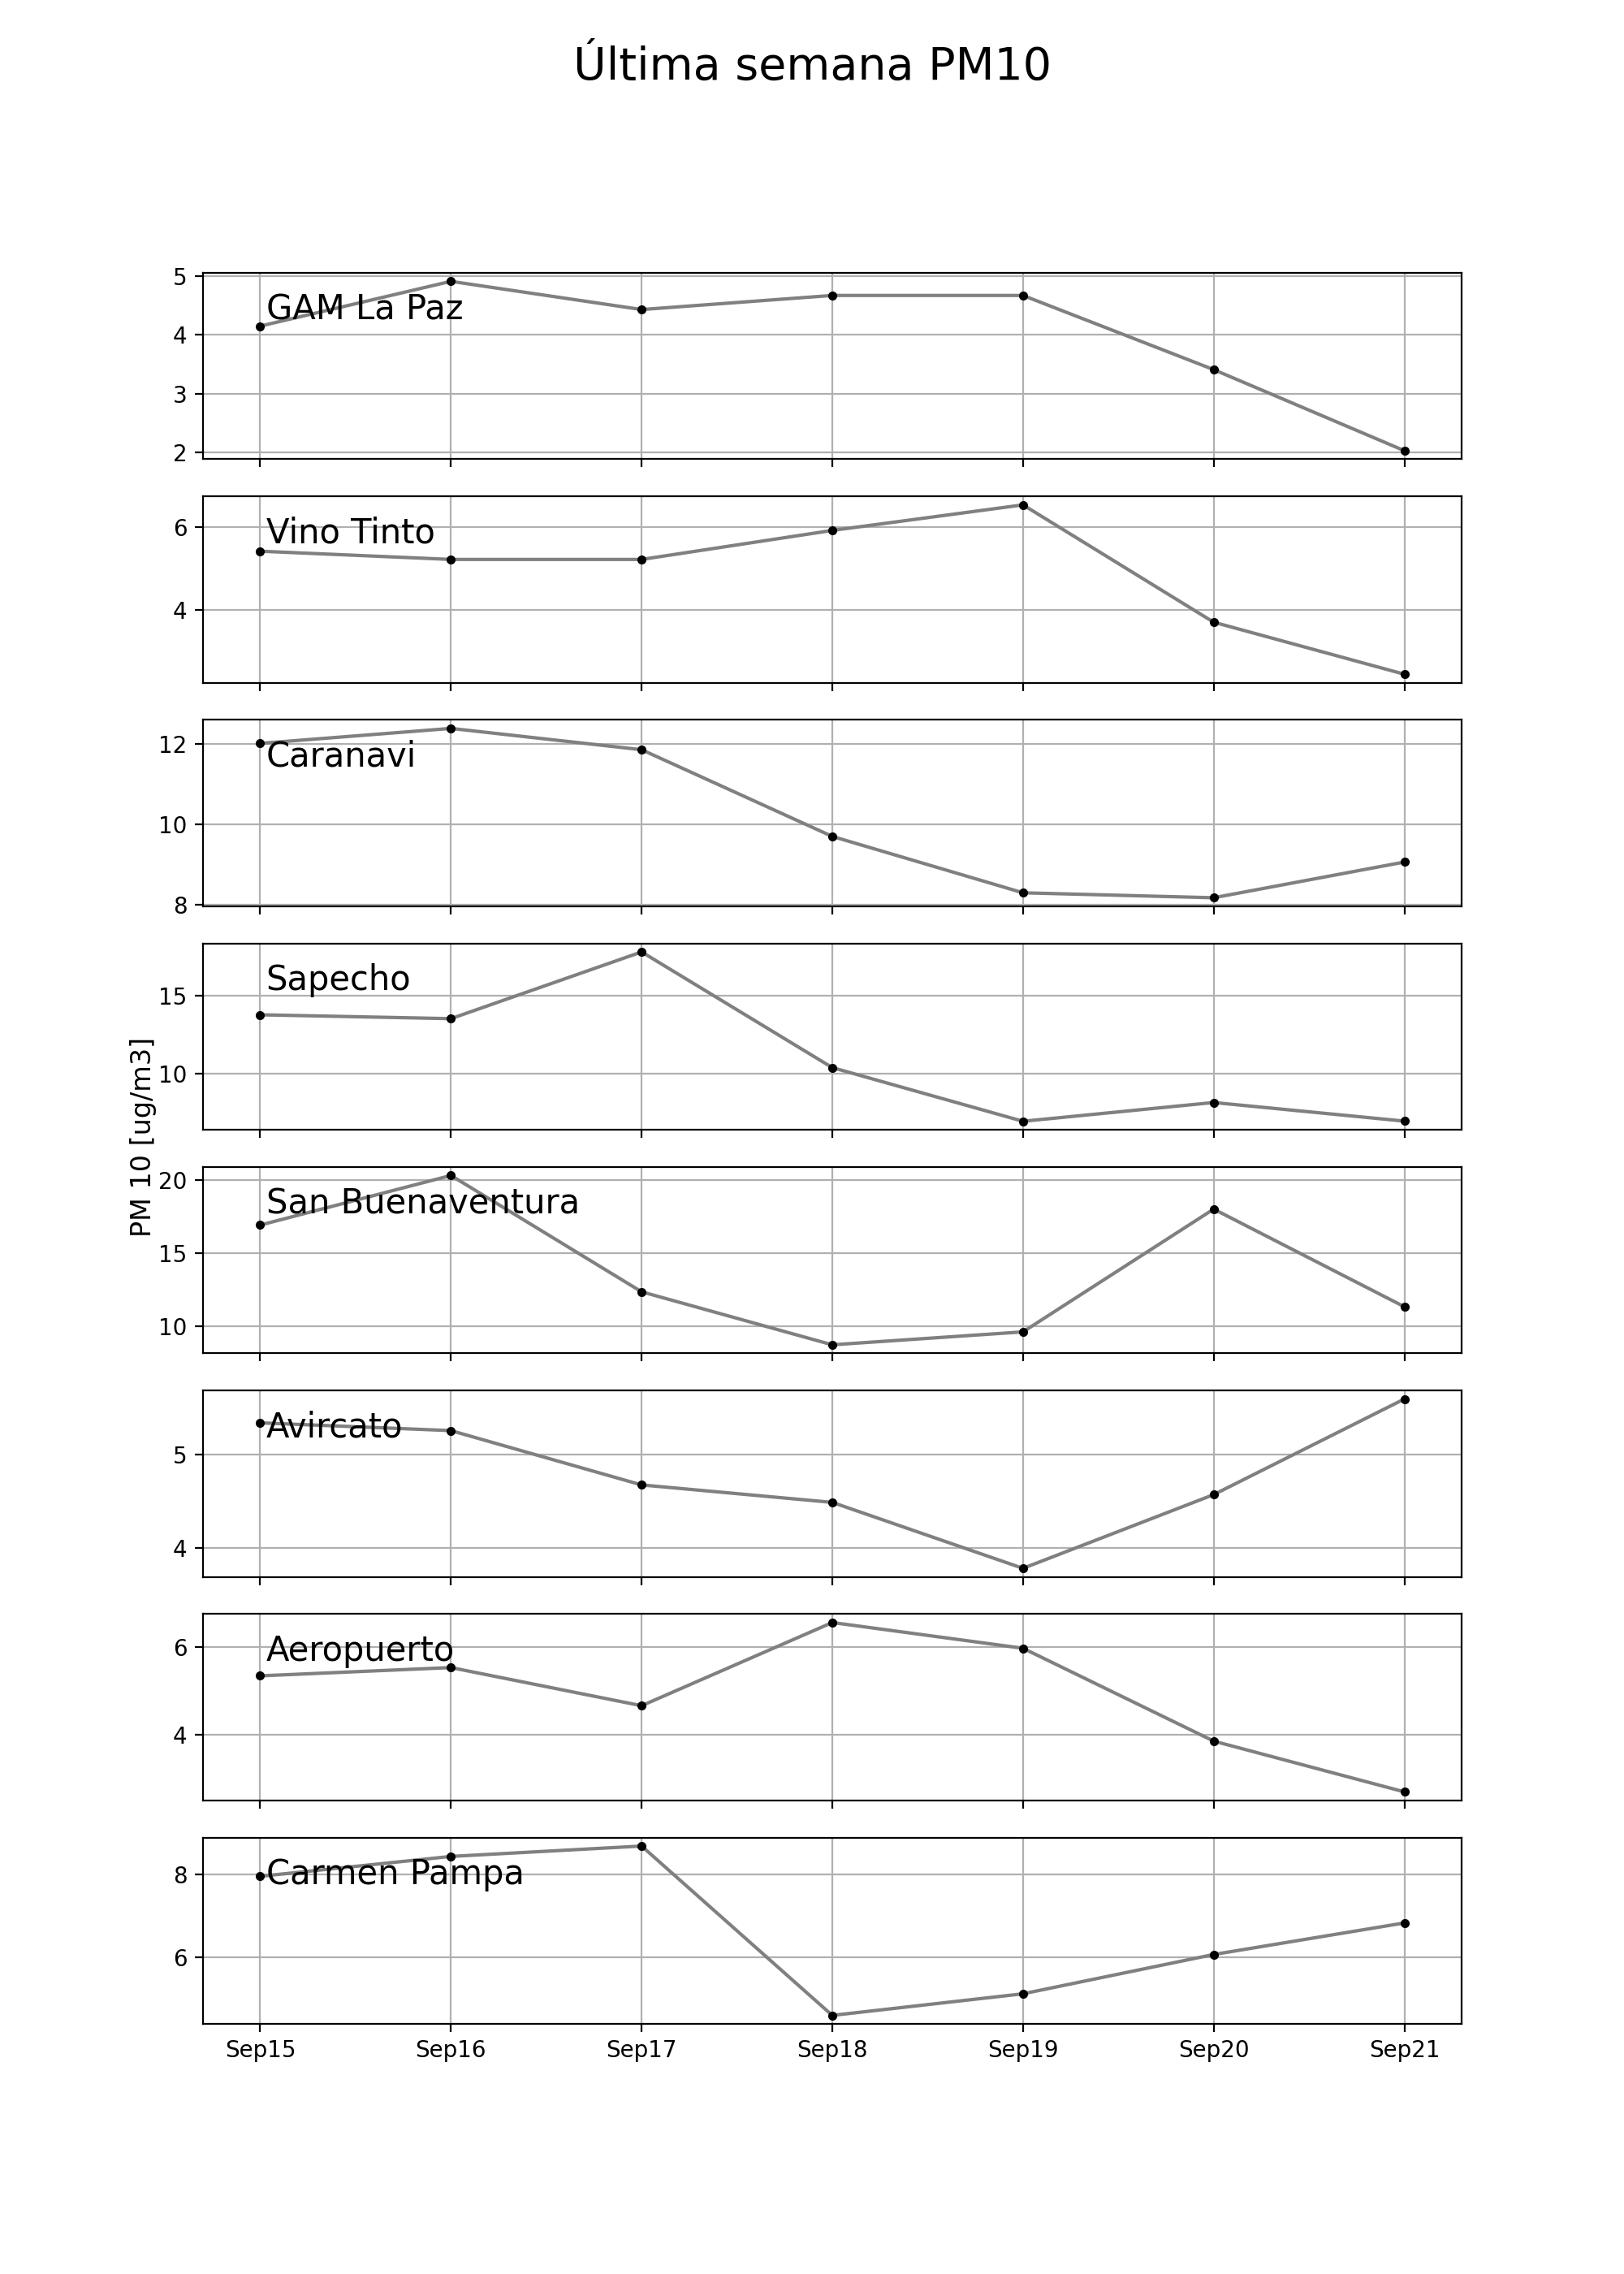 Última semana PM10
GAM La Paz
5
4
3
2
Vino Tinto
6
4
Caranavi
12
10
8
Sapecho
15
10
PM 10 [ug/m3]
San Buenaventura
20
15
10
Avircato
5
4
Aeropuerto
6
4
Carmen Pampa
8
6
Sep15 Sep16 Sep17 Sep18 Sep19 Sep20 Sep21